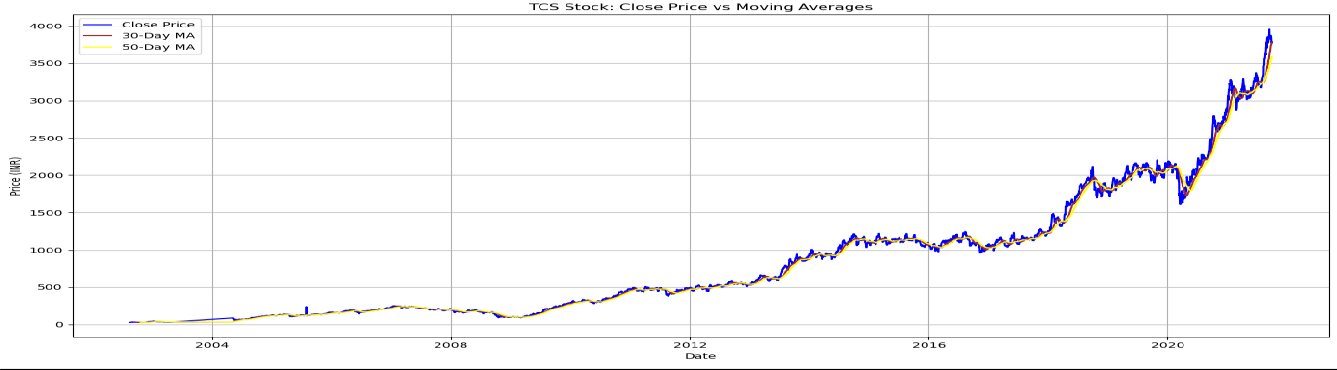 TCS Stock: Close Price vs Moving Averages
Close Price
30-Day MA
50-Day MA
4000
3500
3000
2500
2000
1500
1000
500
0
Price (INR)
2004
2008
2012
2016
2020
Date